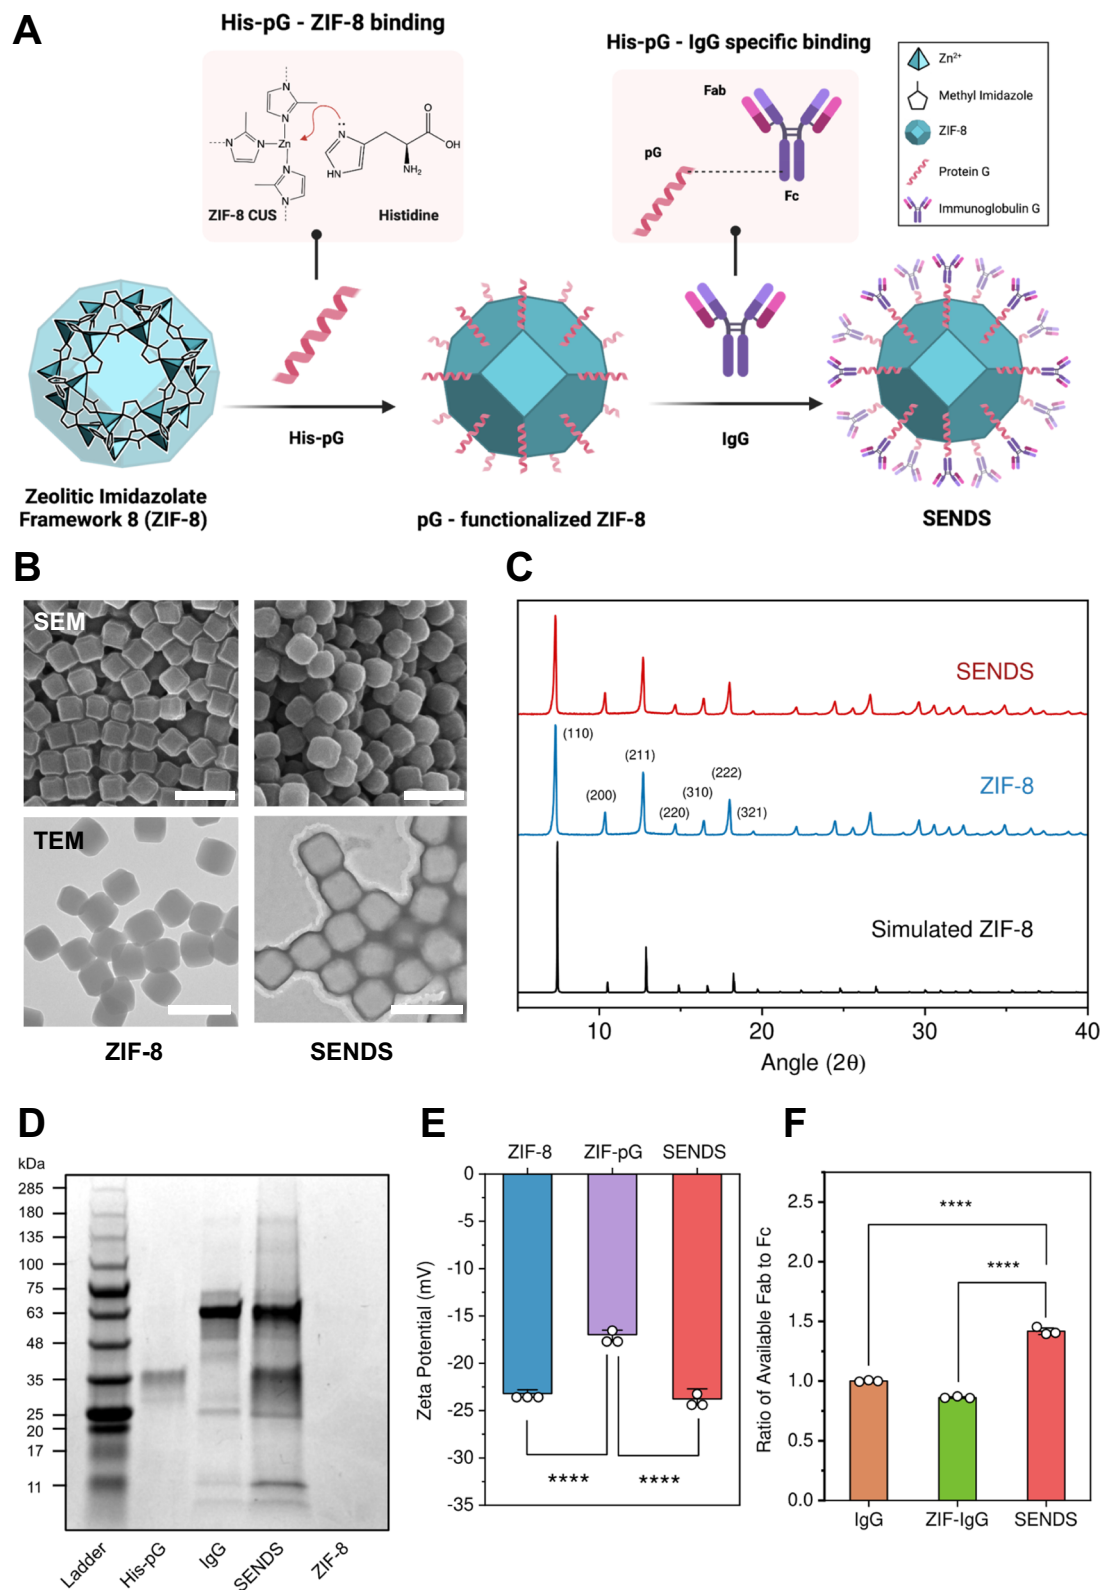 A
His-pG - ZIF-8 binding
N
N
Zn
N
N
N
N
N
HN
O
OH
NH₂
ZIF-8 CUS
Histidine
His-pG - IgG specific binding
Fab
pG
Fc
Zn²⁺
Methyl Imidazole
ZIF-8
Protein G
Immunoglobulin G
His-pG
IgG
Zeolitic Imidazolate
Framework 8 (ZIF-8)
pG - functionalized ZIF-8
SENDS
B
SEM
TEM
ZIF-8
SENDS
C
SENDS
(110)
(211)
(222)
ZIF-8
(200)
(310)
(220)
(321)
Simulated ZIF-8
10
20
30
40
Angle (2θ)
D
kDa
285
180
135
100
75
63
48
35
25
20
17
11
Ladder
His-pG
IgG
SENDS
ZIF-8
E
ZIF-8
ZIF-pG
SENDS
0
-5
-10
-15
-20
-25
-30
-35
Zeta Potential (mV)
****
****
F
2.5
2.0
1.5
1.0
0.5
0.0
Ratio of Available Fab to Fc
****
****
IgG
ZIF-IgG
SENDS